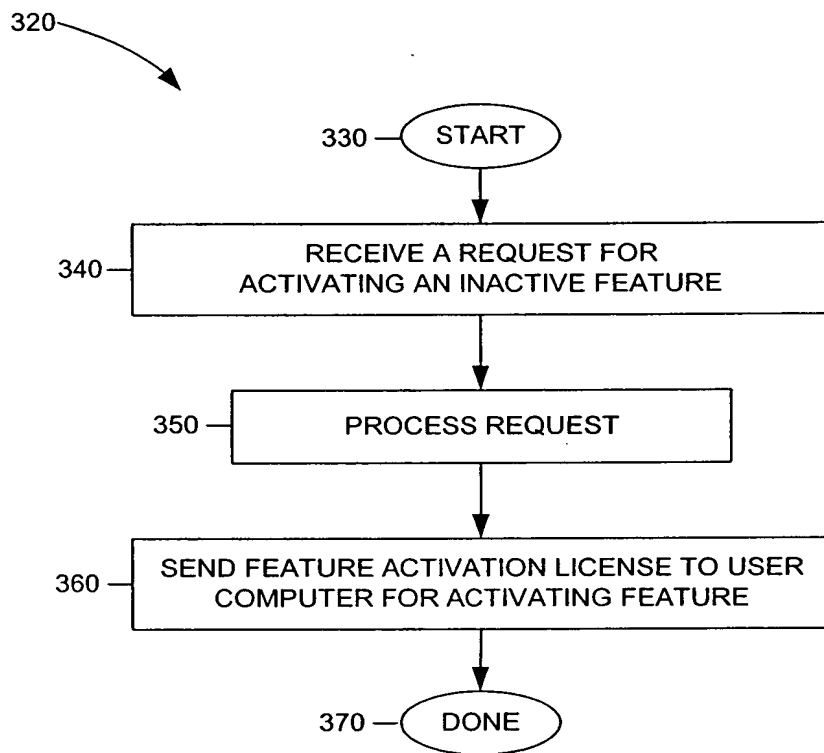 320
330
START
340
RECEIVE A REQUEST FOR
ACTIVATING AN INACTIVE FEATURE
350
PROCESS REQUEST
360
SEND FEATURE ACTIVATION LICENSE TO USER
COMPUTER FOR ACTIVATING FEATURE
370
DONE